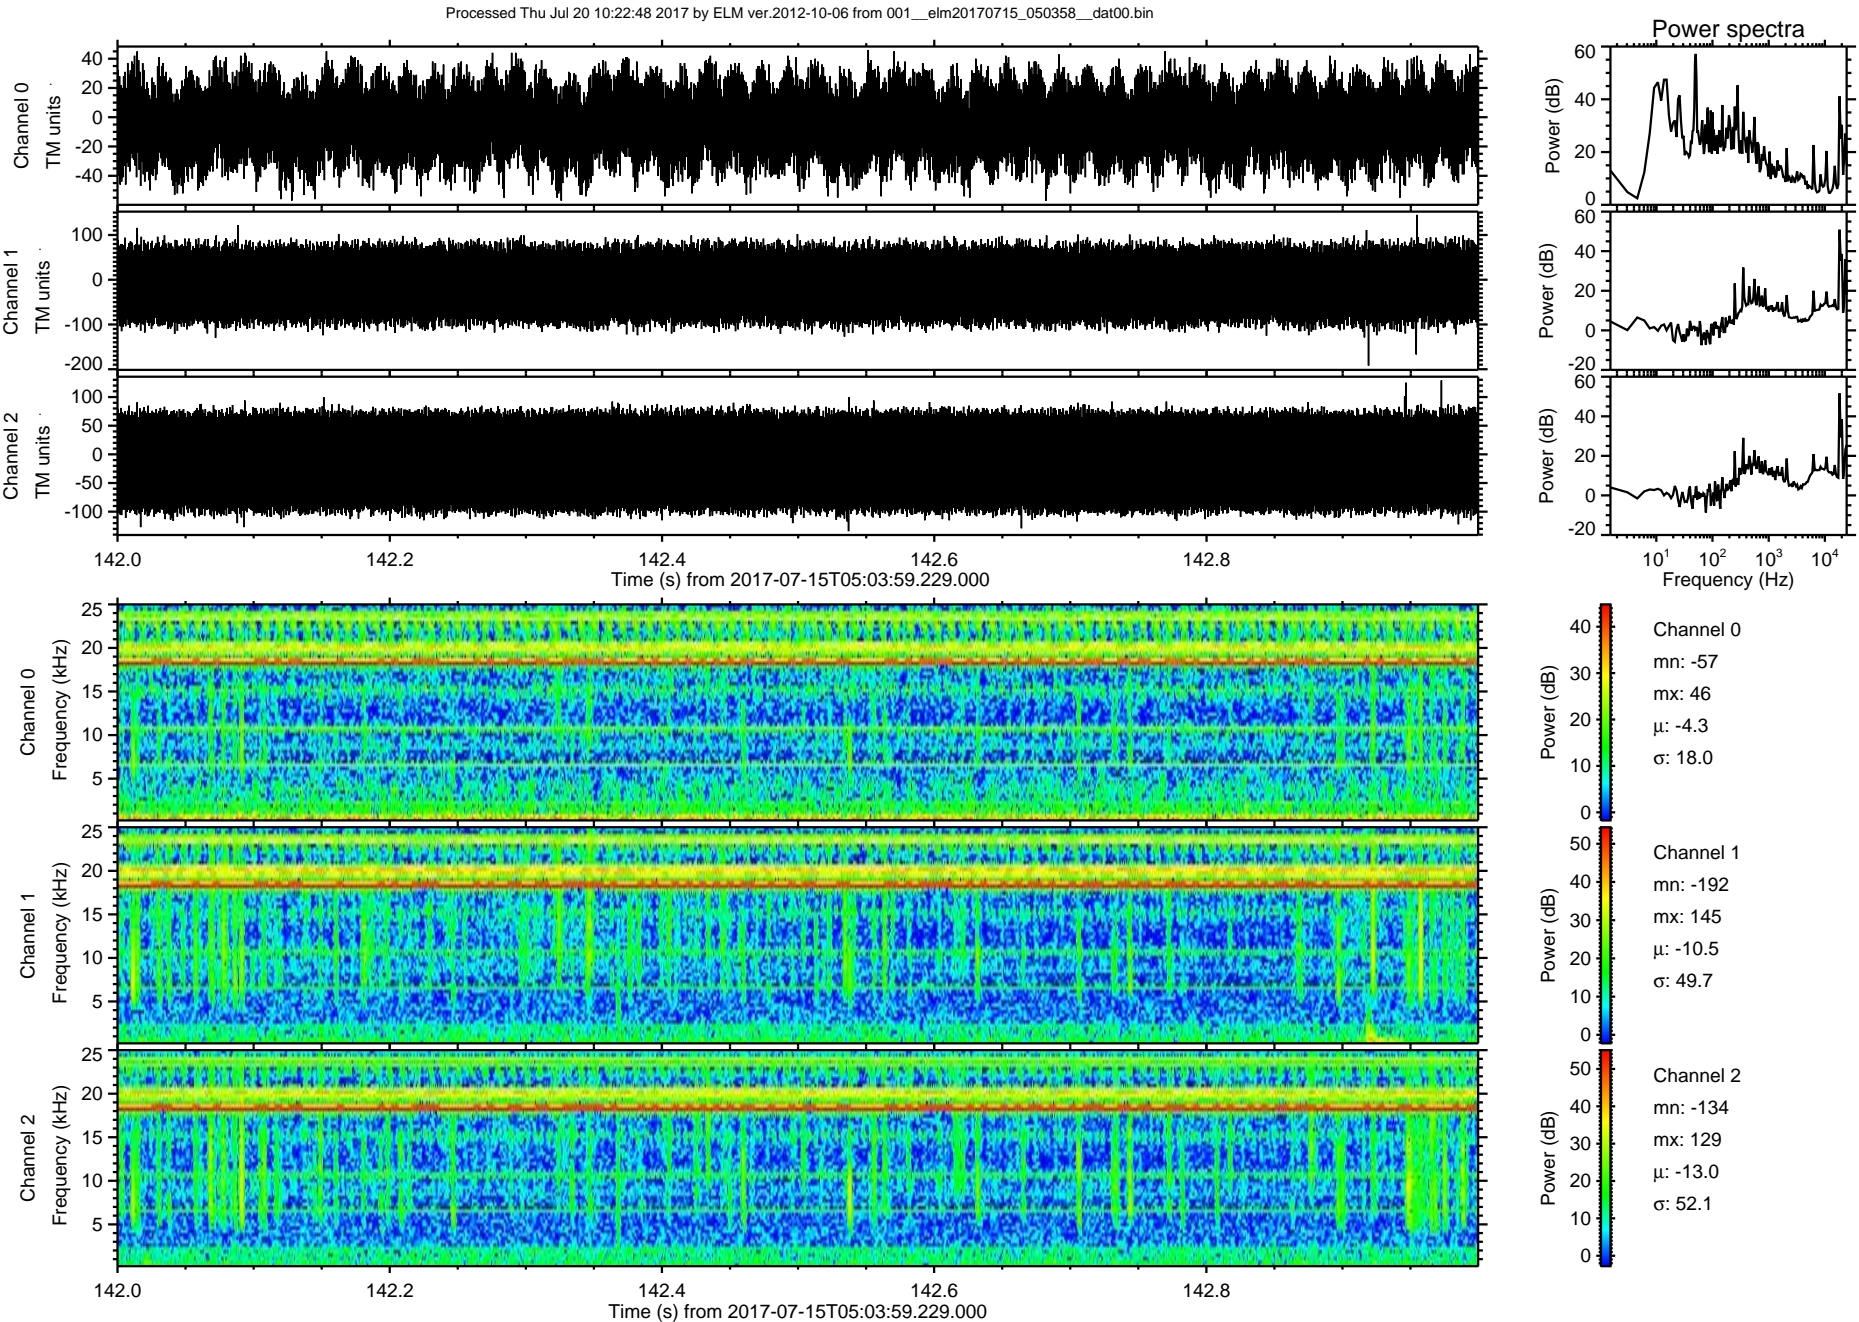 Processed Thu Jul 20 10:22:48 2017 by ELM ver.2012-10-06 from 001__elm20170715_050358__dat00.bin
Power spectra
Channel 0
TM units
40
20
0
-20
-40
Power (dB)
60
40
20
0
Channel 1
TM units
100
0
-100
-200
Power (dB)
60
40
20
0
-20
Channel 2
TM units
100
50
0
-50
-100
Power (dB)
60
40
20
0
-20
142.0 142.2 142.4 142.6 142.8
Time (s) from 2017-07-15T05:03:59.229.000
10^1 10^2 10^3 10^4
Frequency (Hz)
Channel 0
Frequency (kHz)
25
20
15
10
5
Power (dB)
40
30
20
10
0
Channel 0
mn: -57
mx: 46
μ: -4.3
σ: 18.0
Channel 1
Frequency (kHz)
25
20
15
10
5
Power (dB)
50
40
30
20
10
0
Channel 1
mn: -192
mx: 145
μ: -10.5
σ: 49.7
Channel 2
Frequency (kHz)
25
20
15
10
5
Power (dB)
50
40
30
20
10
0
Channel 2
mn: -134
mx: 129
μ: -13.0
σ: 52.1
142.0 142.2 142.4 142.6 142.8
Time (s) from 2017-07-15T05:03:59.229.000